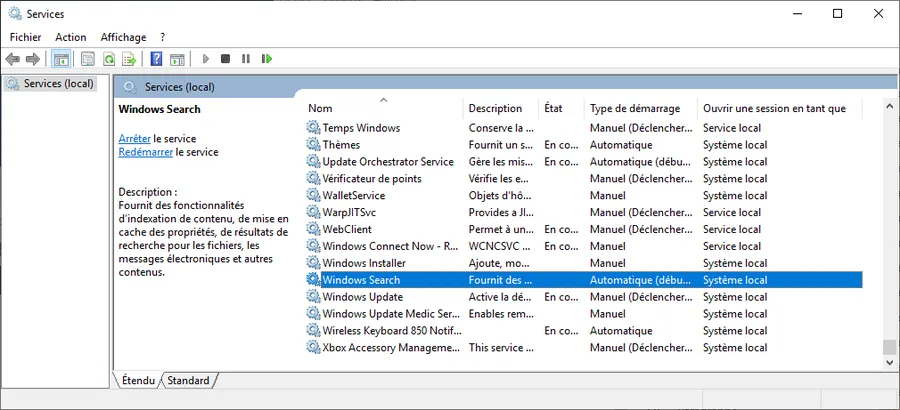 Services
Fichier Action Affichage ?
Services (local)
Services (local)
Windows Search
Arrêter le service
Redémarrer le service
Description :
Fournit des fonctionnalités
d'indexation de contenu, de mise en
cache des propriétés, de résultats de
recherche pour les fichiers, les
messages électroniques et autres
contenus.
Nom Description État Type de démarrage Ouvrir une session en tant que
Temps Windows Conserve la ... Manuel (Déclencher... Service local
Thèmes Fournit un s... En co... Automatique Système local
Update Orchestrator Service Gère les mis... En co... Automatique (débu... Système local
Vérificateur de points Vérifie les e... Manuel (Déclencher... Système local
WalletService Objets d'hô... Manuel Système local
WarpJITSvc Provides a JI... Manuel (Déclencher... Service local
WebClient Permet à un... En co... Manuel (Déclencher... Service local
Windows Connect Now - R... WCNCSVC ... En co... Manuel Service local
Windows Installer Ajoute, mo... Manuel Système local
Windows Search Fournit des ... Automatique (débu... Système local
Windows Update Active la dé... En co... Manuel (Déclencher... Système local
Windows Update Medic Ser... Enables rem... Manuel Système local
Wireless Keyboard 850 Notif... En co... Automatique Système local
Xbox Accessory Manageme... This service ... Manuel (Déclencher... Système local
Étendu Standard